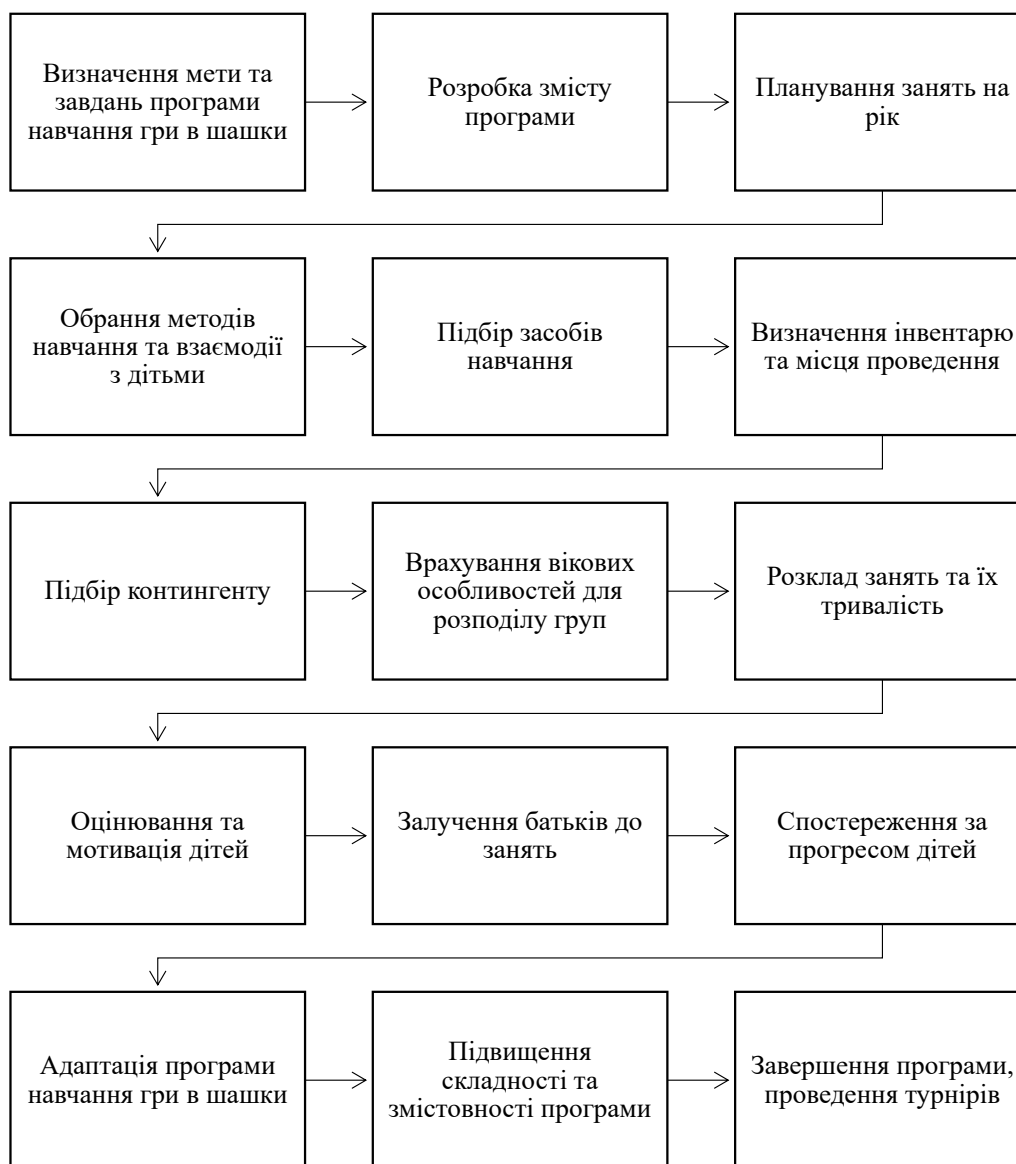 Визначення мети та
завдань програми
навчання гри в шашки
Розробка змісту
програми
Планування занять на
рік
Обрання методів
навчання та взаємодії
з дітьми
Підбір засобів
навчання
Визначення інвентарю
та місця проведення
Підбір контингенту
Врахування вікових
особливостей для
розподілу груп
Розклад занять та їх
тривалість
Оцінювання та
мотивація дітей
Залучення батьків до
занять
Спостереження за
прогресом дітей
Адаптація програми
навчання гри в шашки
Підвищення
складності та
змістовності програми
Завершення програми,
проведення турнірів